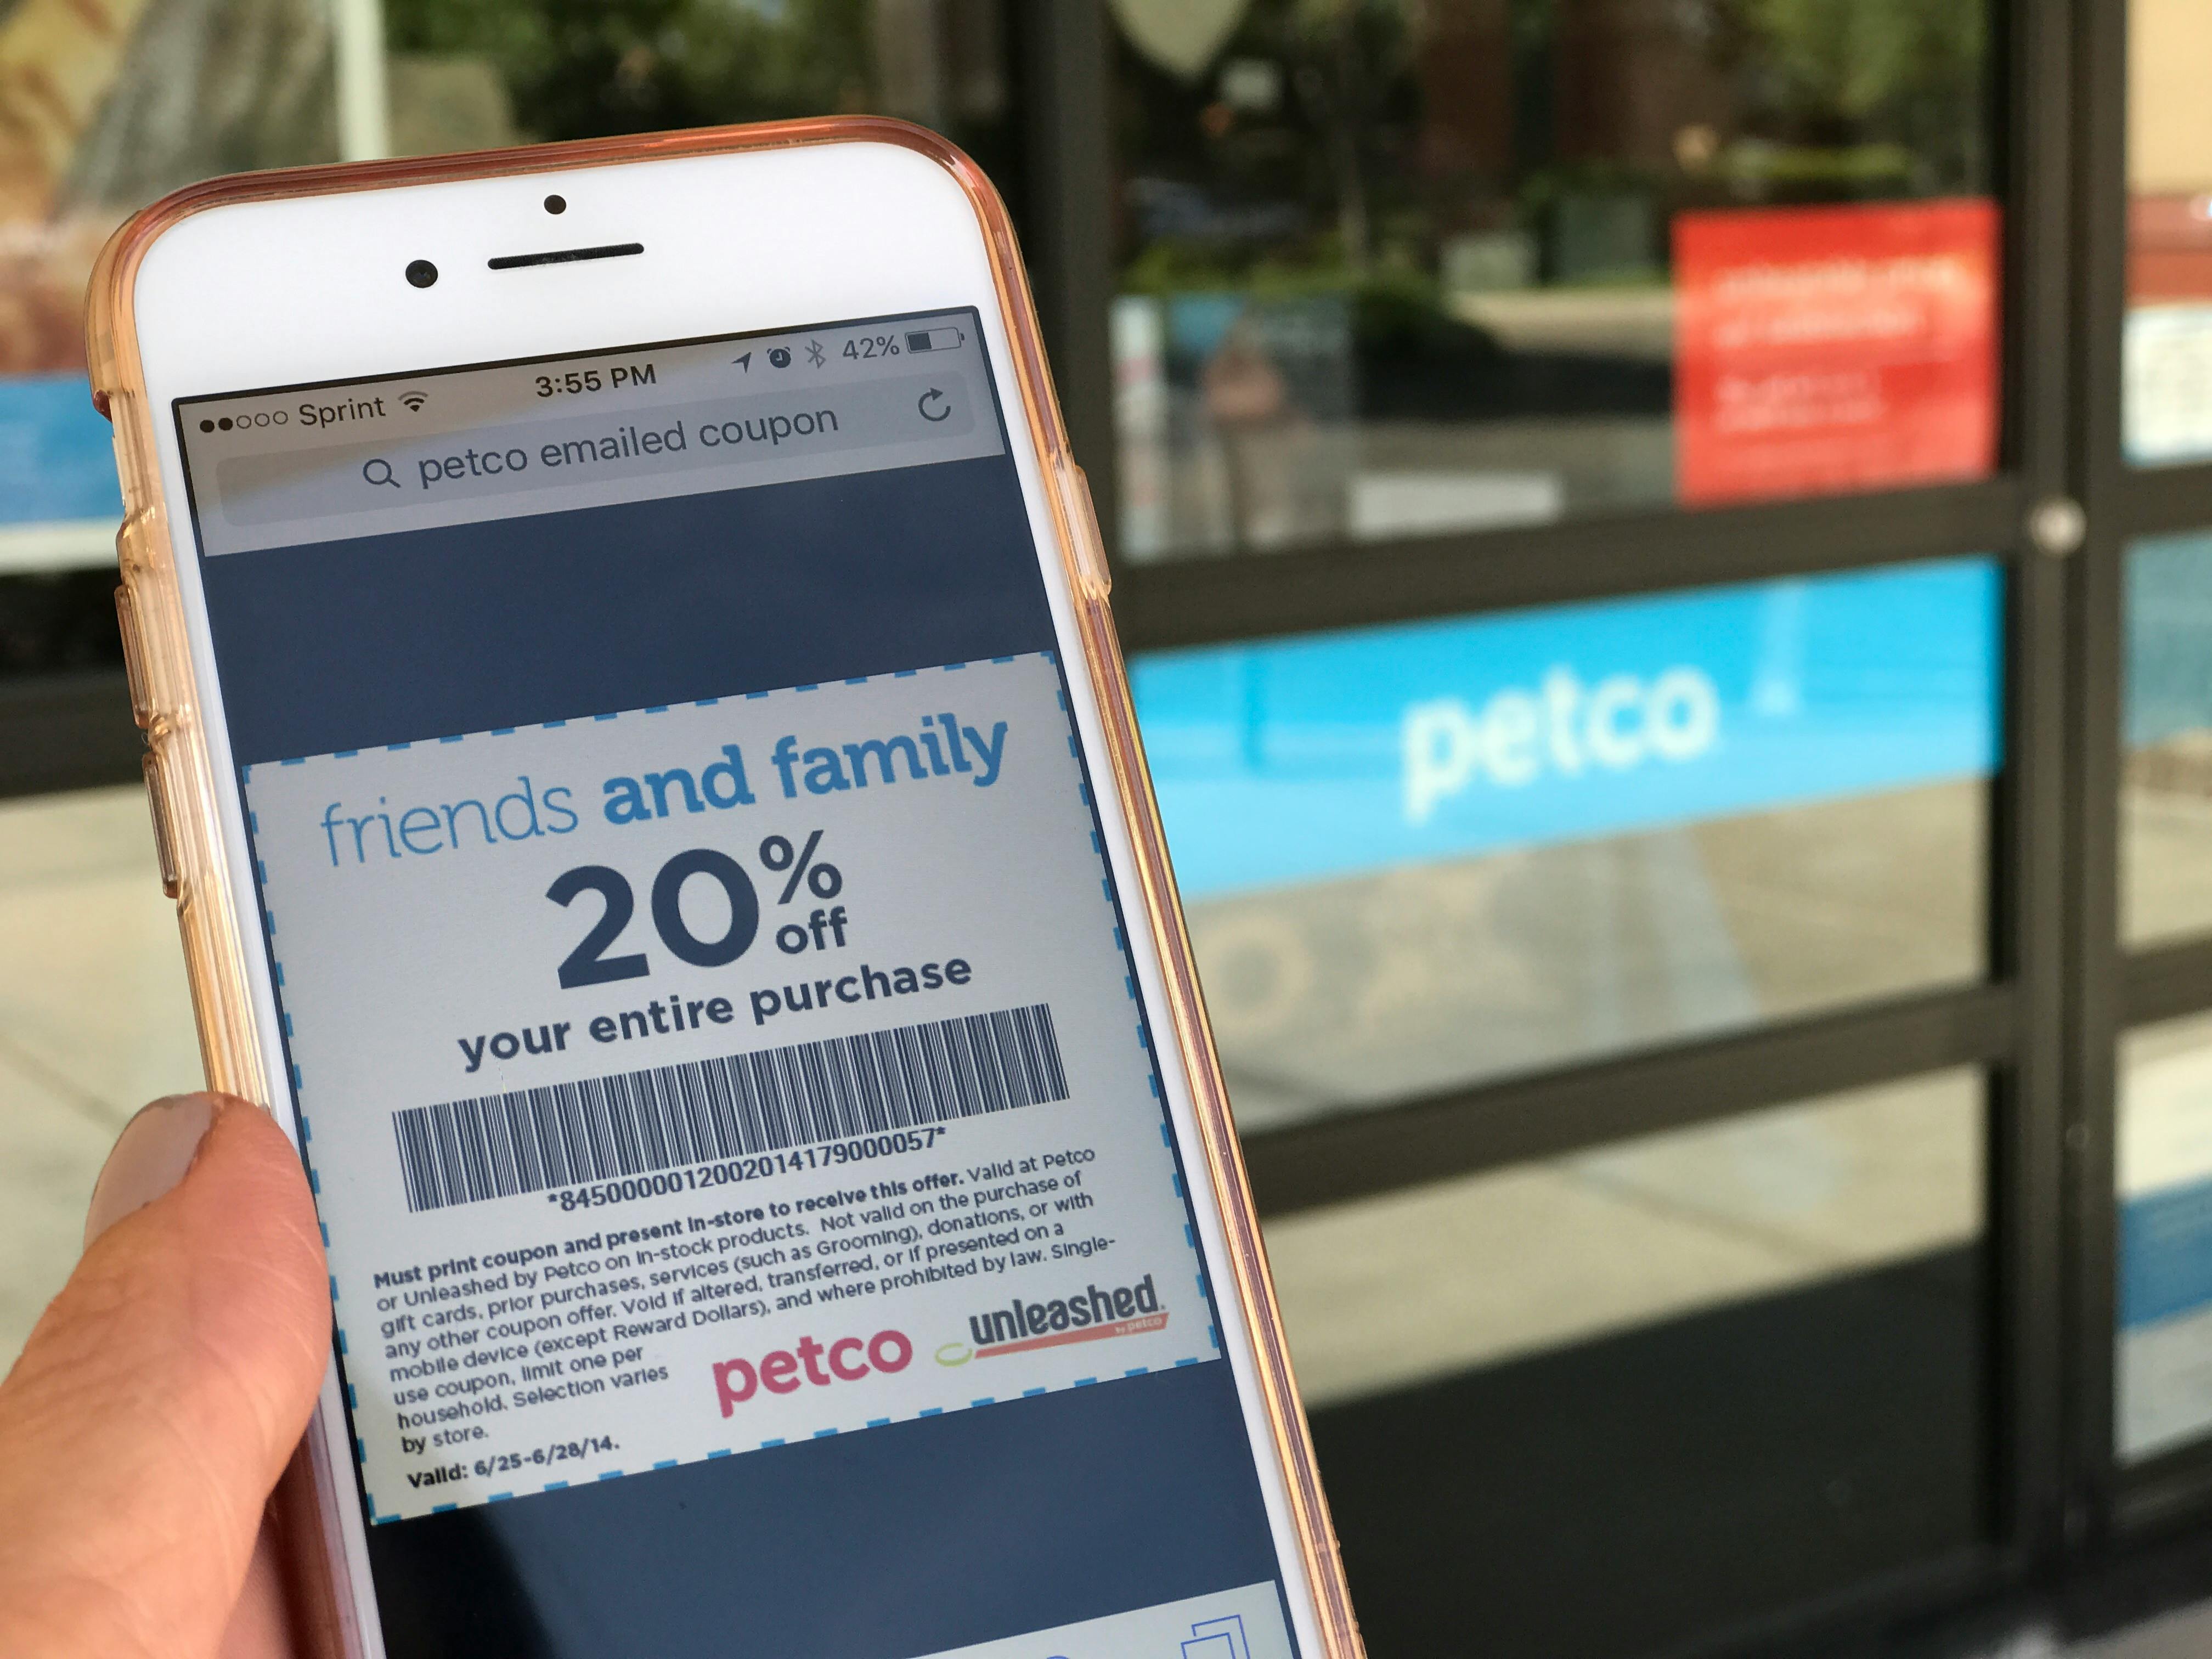 Sprint 3:55 PM 42%
petco emailed coupon
friends and family
20% off
your entire purchase
*8450000012002014179000057*
Must print coupon and present in-store to receive this offer. Valid at Petco
or Unleashed by Petco on in-stock products. Not valid on the purchase of
gift cards, prior purchases, services (such as Grooming), donations, or with
any other coupon offer. Void if altered, transferred, or if presented on a
mobile device (except Reward Dollars), and where prohibited by law. Single-
use coupon, limit one per
household. Selection varies
by store.
petco
unleashed.
by petco
Valid: 6/25-6/28/14.
petco